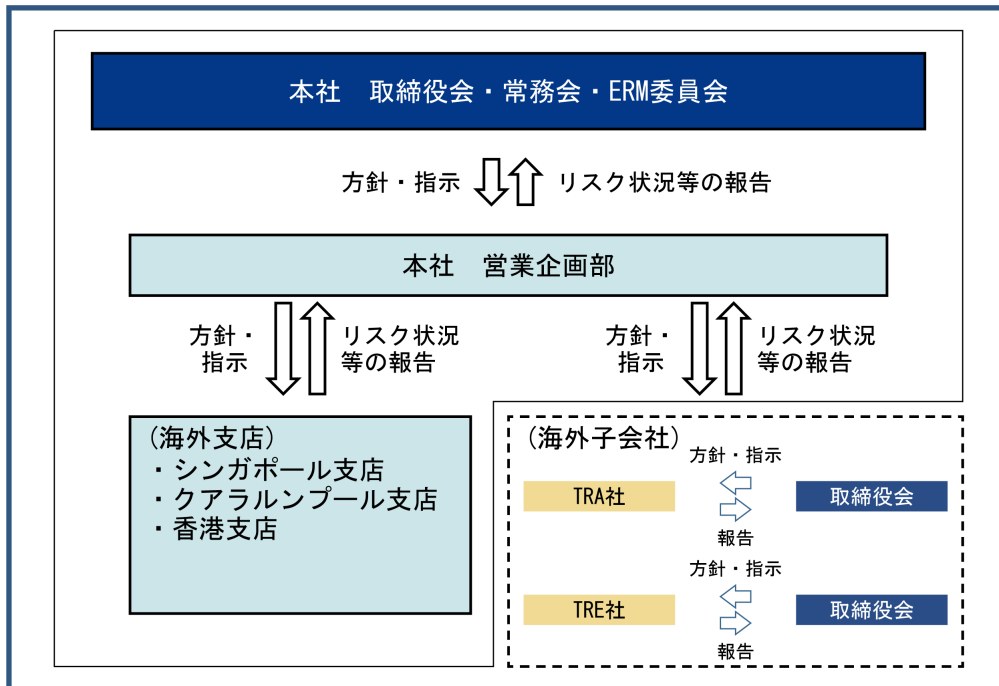 本社　取締役会・常務会・ERM委員会
方針・指示
リスク状況等の報告
本社　営業企画部
方針・
指示
リスク状況
等の報告
方針・
指示
リスク状況
等の報告
(海外支店)
・シンガポール支店
・クアラルンプール支店
・香港支店
(海外子会社)
方針・指示
TRA社
取締役会
報告
方針・指示
TRE社
取締役会
報告